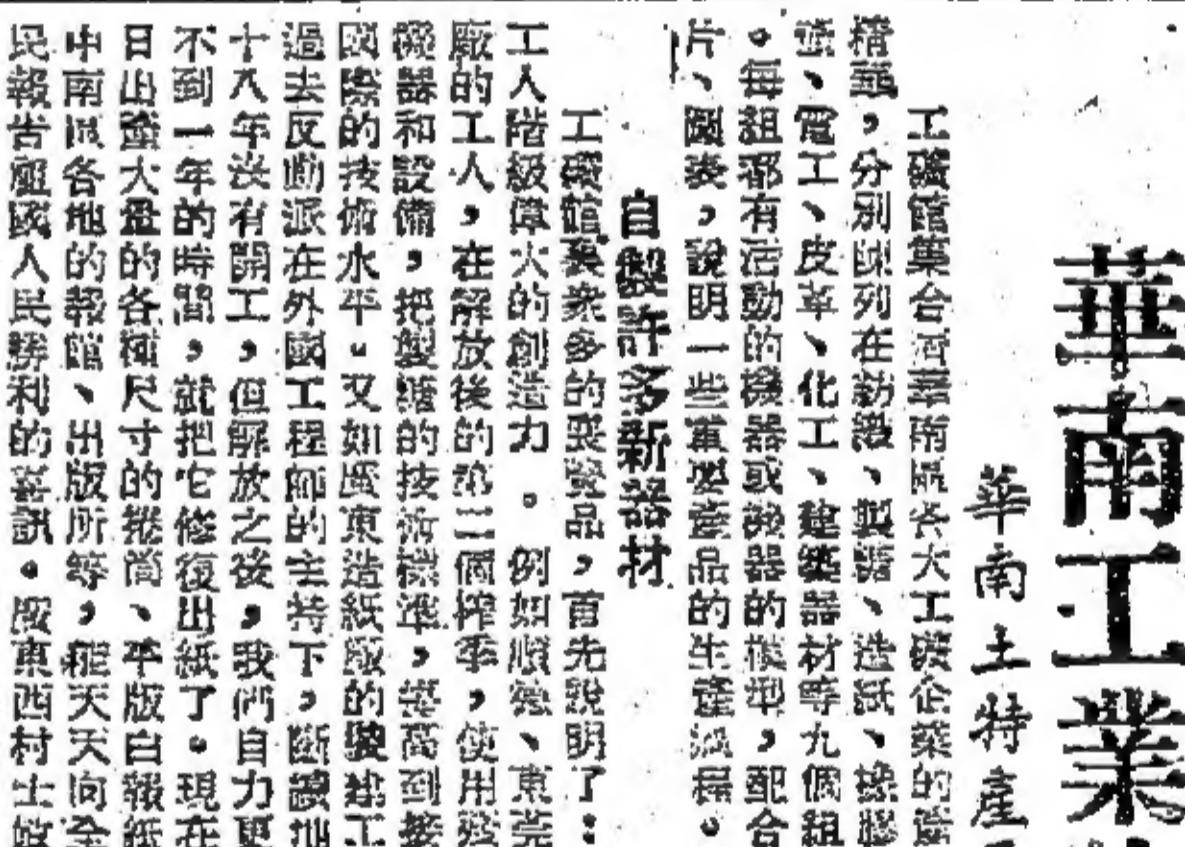 華南工業
華南土特產
工礦館集合了華南區各大工礦企業的產
精華，分別陳列在紡織、製糖、造紙、橡膠
、電工、皮革、化工、建築器材等九個組
。每組都有活動的機器或機器的模型，配合
片、圖表，說明一些重要產品的生產過程。
自製許多新器材
工礦館裏衆多的展覽品，首先說明了：
工人階級偉大的創造力。例如順德、東莞
廠的工人，在解放後的第二個榨季，使用
機器和設備，把製糖的技術標準，提高到接
國際的技術水平。又如廣東造紙廠的
過去反動派在外國工程師的主持下，斷續地
十八年沒有開工，但解放之後，我們自力更
不到一年的時間，就把它修復出紙了。現在
日出產大量的各種尺寸的捲筒、平版白報紙
中南區各地的報館、出版所等，能天天向全
民報告祖國人民勝利的喜訊。廣東西村士敏